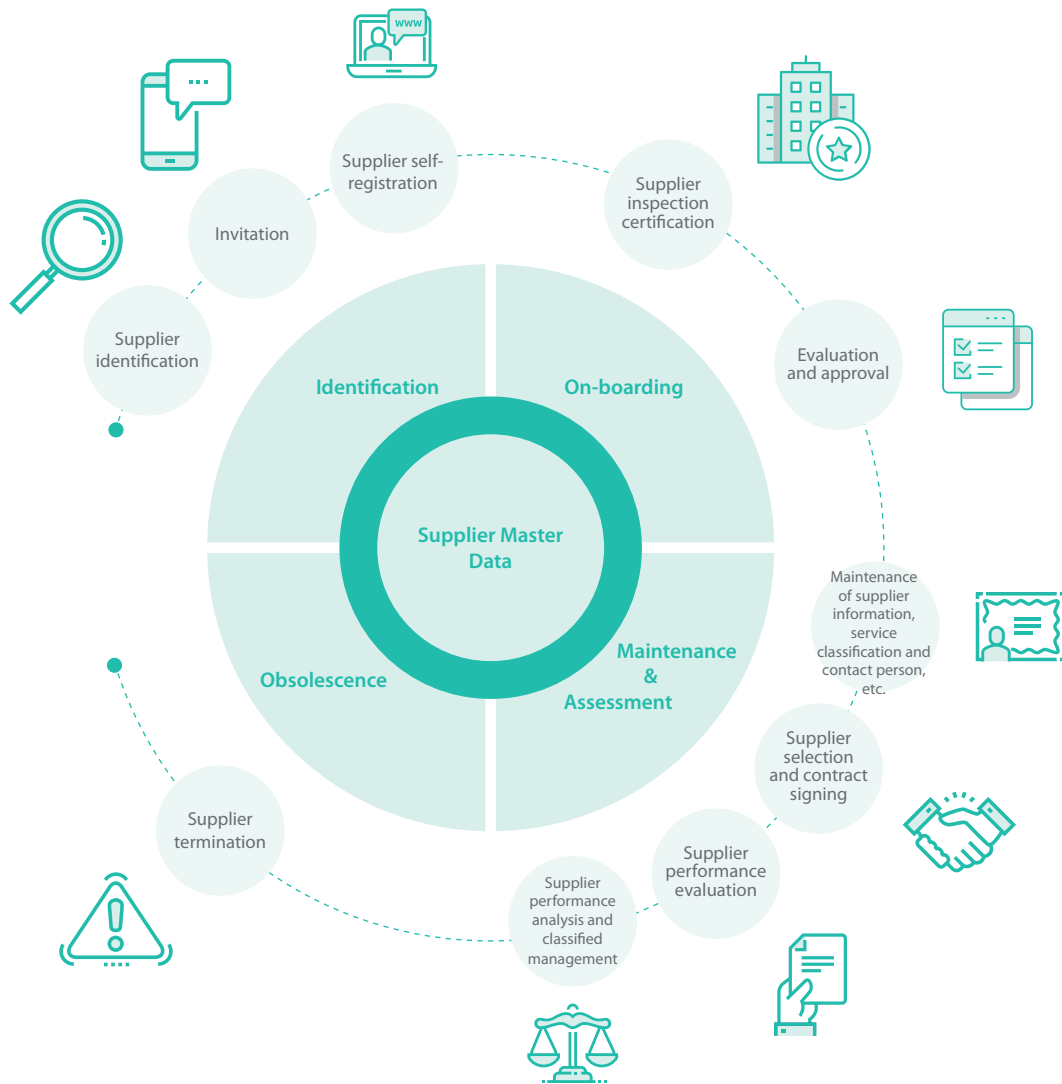 www
Supplier self-
registration
Supplier
inspection
certification
Invitation
Supplier
identification
Evaluation
and approval
Identification
On-boarding
Supplier Master
Data
Maintenance
of supplier
information,
service
classification and
contact person,
etc.
Obsolescence
Maintenance
&
Assessment
Supplier
selection
and contract
signing
Supplier
termination
Supplier
performance
evaluation
Supplier
performance
analysis and
classified
management